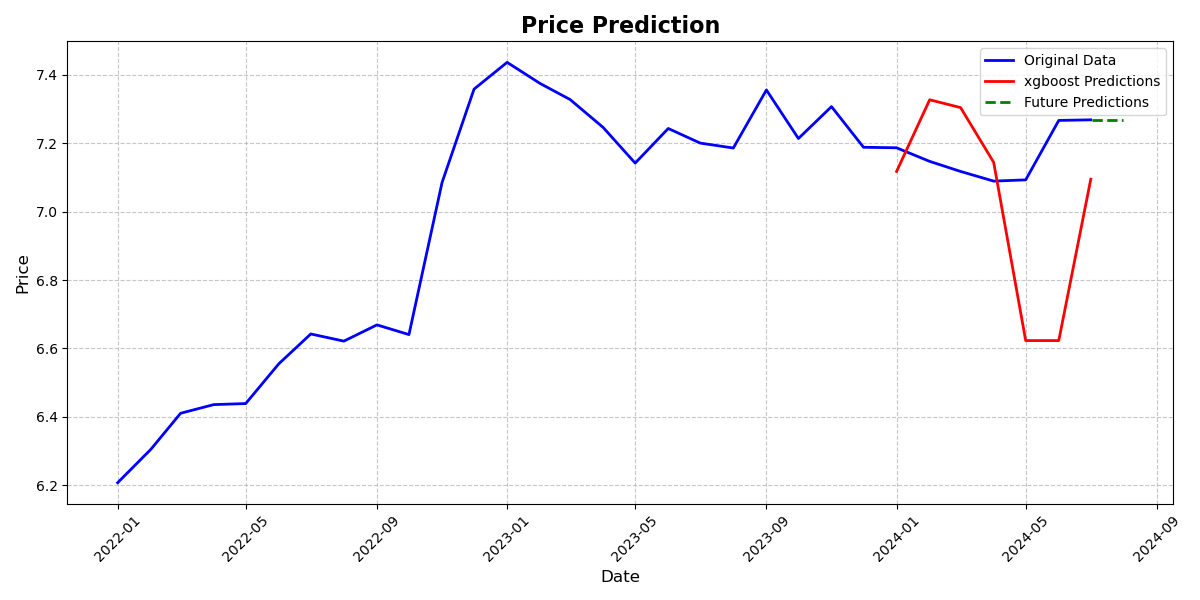 Price Prediction
Original Data
xgboost Predictions
Future Predictions
Price
7.4
7.2
7.0
6.8
6.6
6.4
6.2
2022-01
2022-05
2022-09
2023-01
2023-05
2023-09
2024-01
2024-05
2024-09
Date